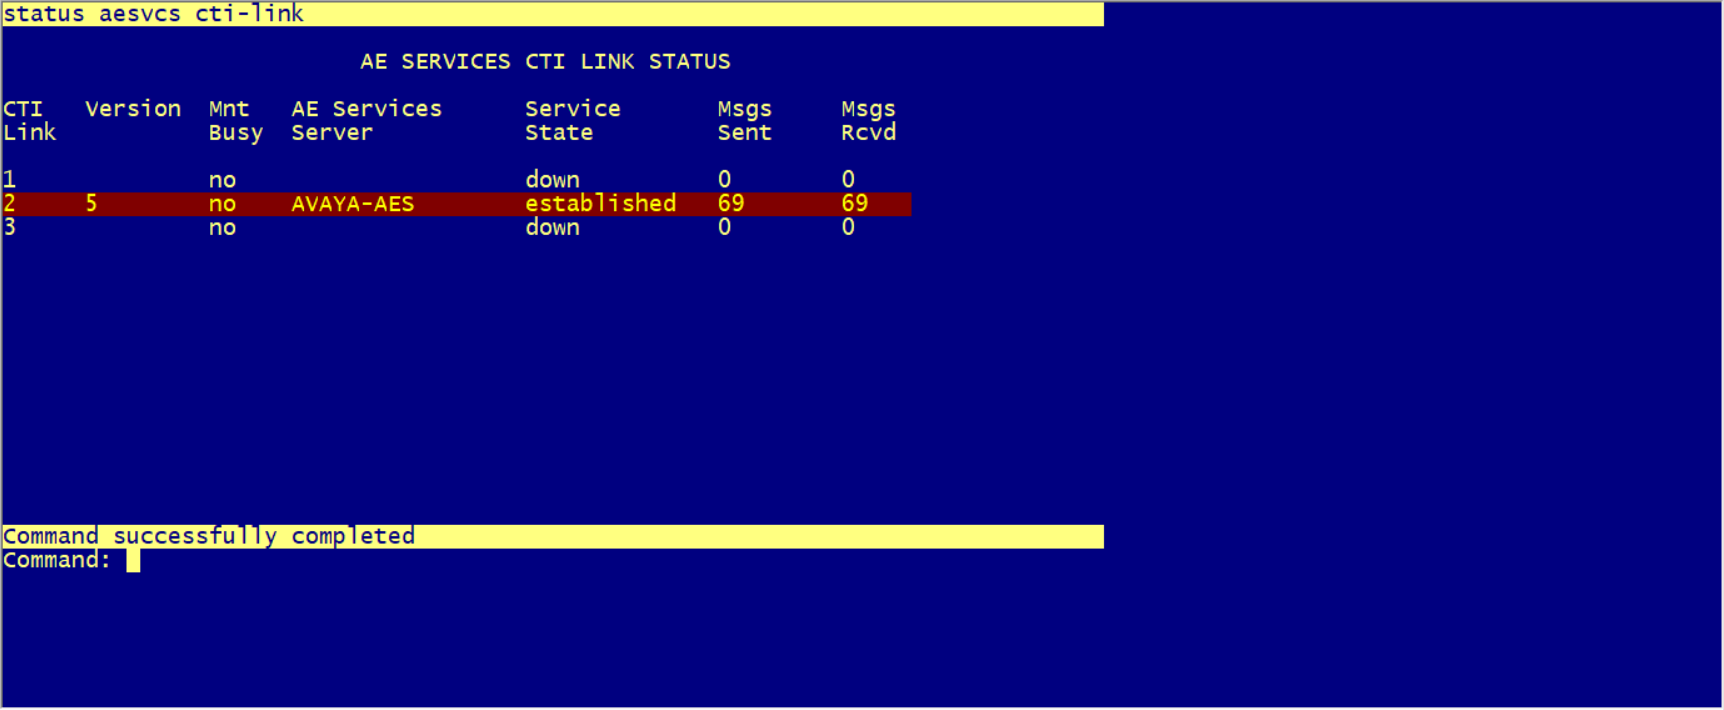 status aesvcs cti-link
AE SERVICES CTI LINK STATUS
CTI Version Mnt AE Services Service Msgs Msgs
Link Busy Server State Sent Rcvd
1 no down 0 0
2 5 no AVAYA-AES established 69 69
3 no down 0 0
Command successfully completed
Command: